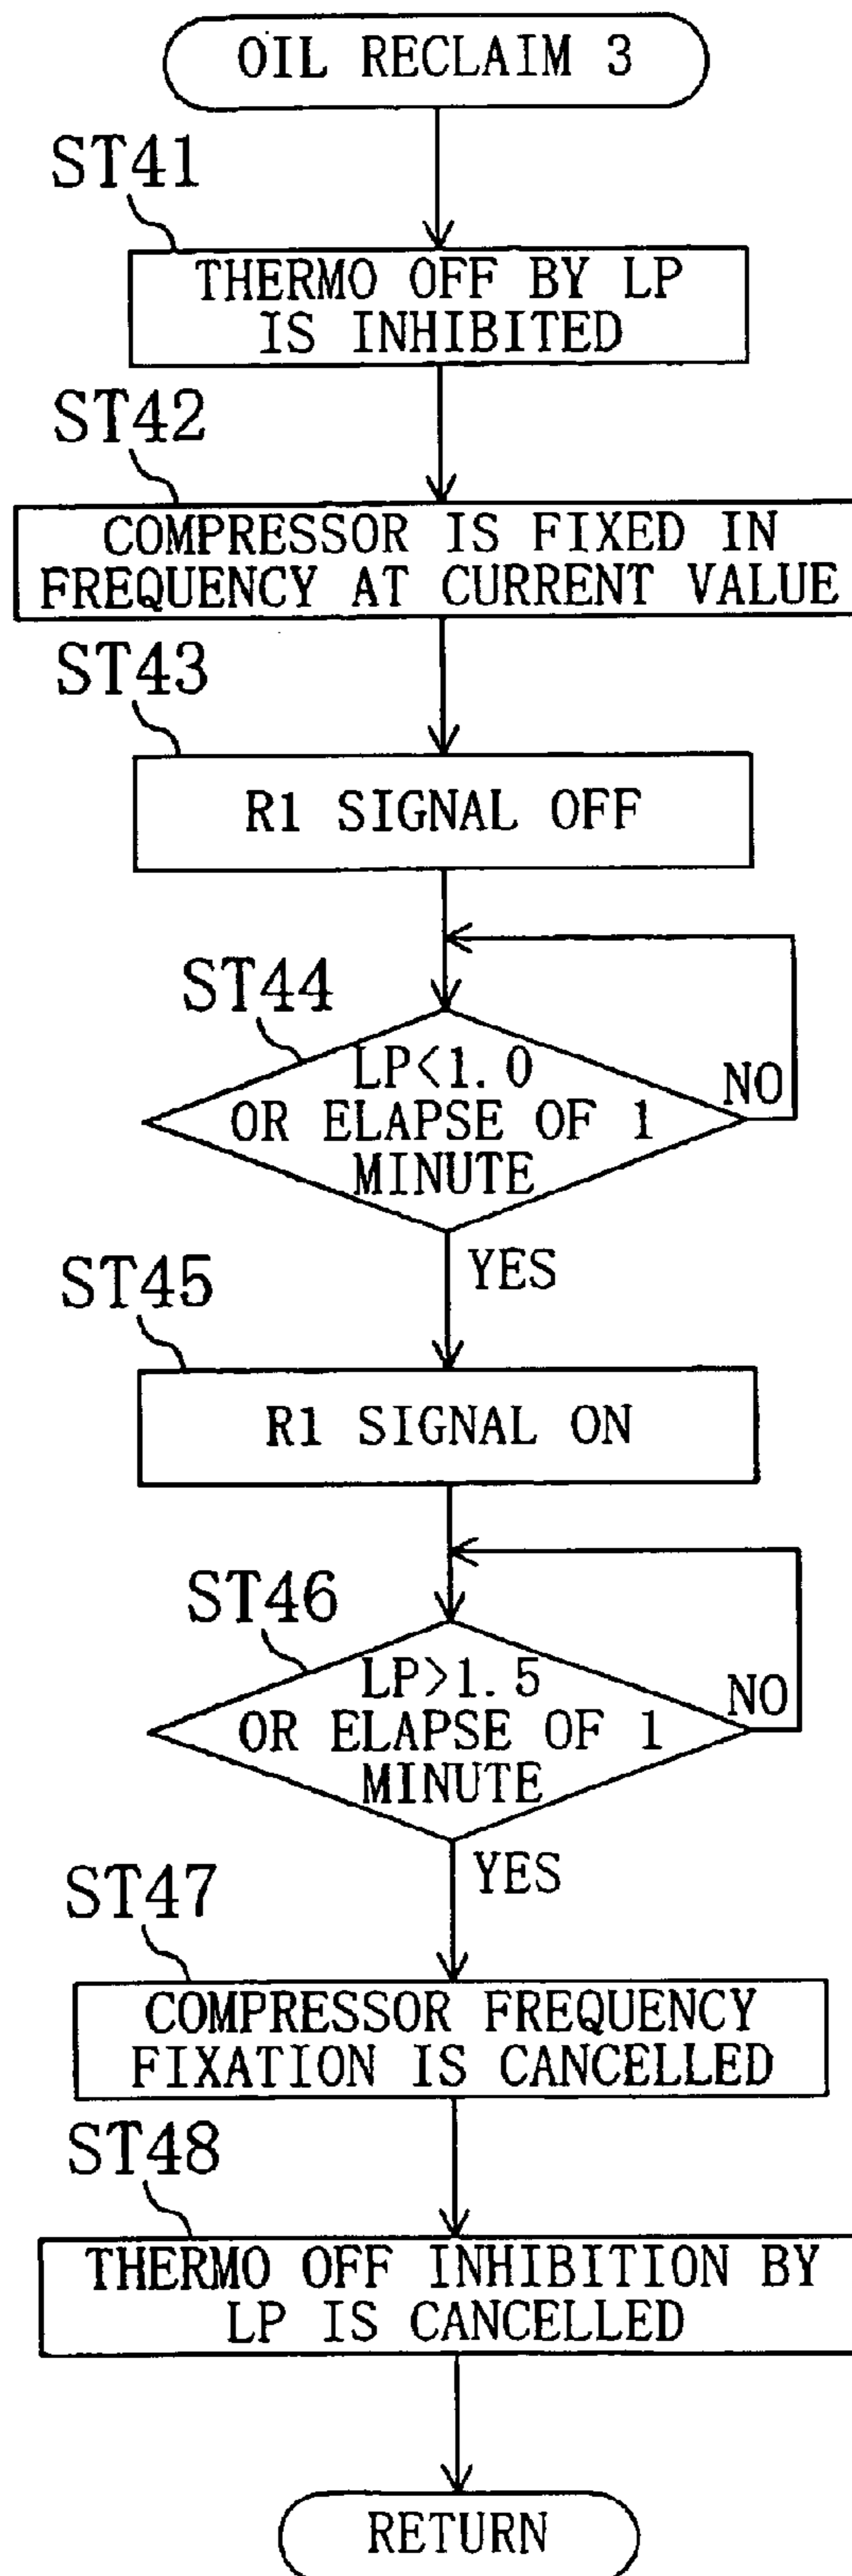 OIL RECLAIM 3
ST41
THERMO OFF BY LP
IS INHIBITED
ST42
COMPRESSOR IS FIXED IN
FREQUENCY AT CURRENT VALUE
ST43
R1 SIGNAL OFF
ST44
LP<1.0
OR ELAPSE OF 1
MINUTE
NO
YES
ST45
R1 SIGNAL ON
ST46
LP>1.5
OR ELAPSE OF 1
MINUTE
NO
YES
ST47
COMPRESSOR FREQUENCY
FIXATION IS CANCELLED
ST48
THERMO OFF INHIBITION BY
LP IS CANCELLED
RETURN